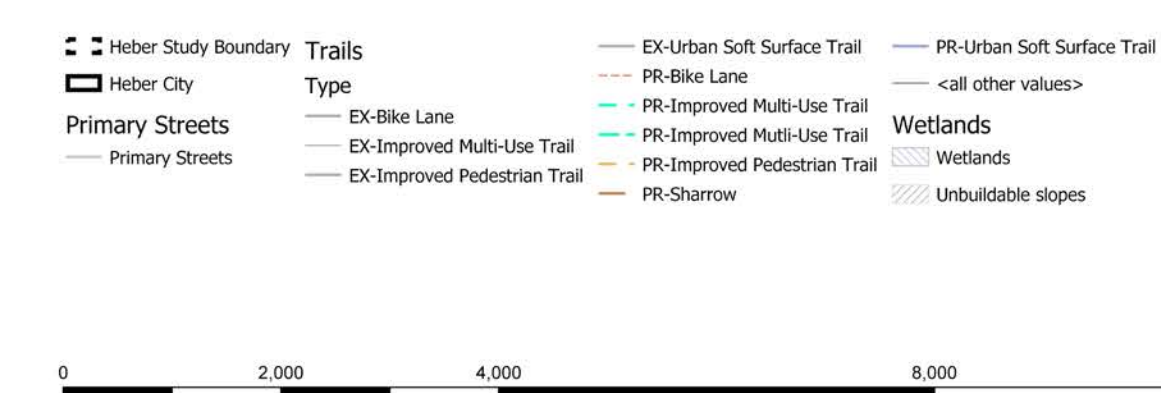 Heber Study Boundary
Heber City
Primary Streets
Primary Streets
Trails
Type
EX-Bike Lane
EX-Improved Multi-Use Trail
EX-Improved Pedestrian Trail
EX-Urban Soft Surface Trail
PR-Bike Lane
PR-Improved Multi-Use Trail
PR-Improved Mutli-Use Trail
PR-Improved Pedestrian Trail
PR-Sharrow
PR-Urban Soft Surface Trail
<all other values>
Wetlands
Wetlands
Unbuildable slopes
0 2,000 4,000 8,000